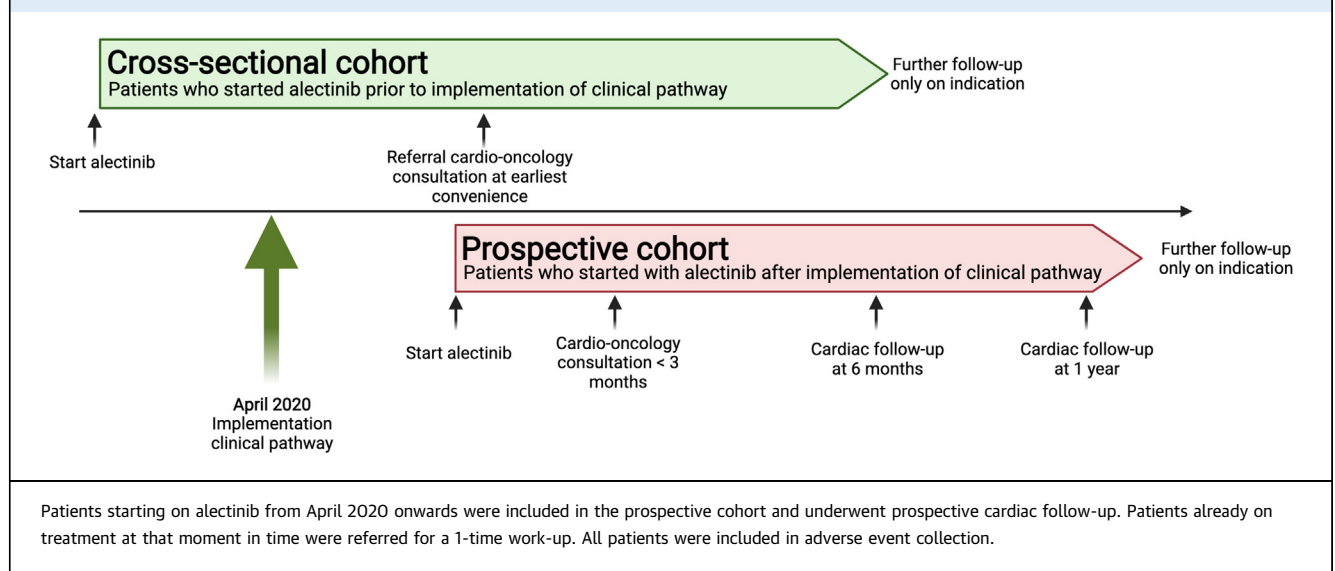 Cross-sectional cohort
Patients who started alectinib prior to implementation of clinical pathway
Further follow-up
only on indication
Start alectinib
Referral cardio-oncology
consultation at earliest
convenience
Prospective cohort
Patients who started with alectinib after implementation of clinical pathway
Further follow-up
only on indication
Start alectinib
Cardio-oncology
consultation < 3
months
Cardiac follow-up
at 6 months
Cardiac follow-up
at 1 year
April 2020
Implementation
clinical pathway
Patients starting on alectinib from April 2020 onwards were included in the prospective cohort and underwent prospective cardiac follow-up. Patients already on
treatment at that moment in time were referred for a 1-time work-up. All patients were included in adverse event collection.